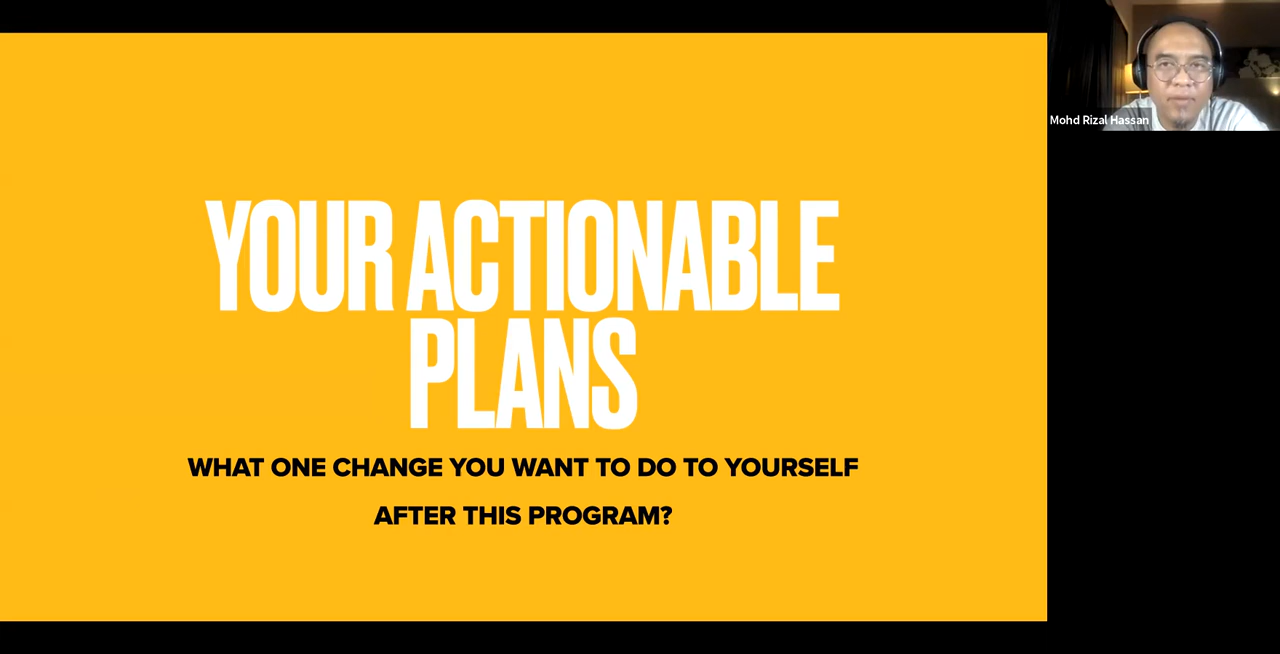 YOUR ACTIONABLE
PLANS
WHAT ONE CHANGE YOU WANT TO DO TO YOURSELF
AFTER THIS PROGRAM?
Mohd Rizal Hassan